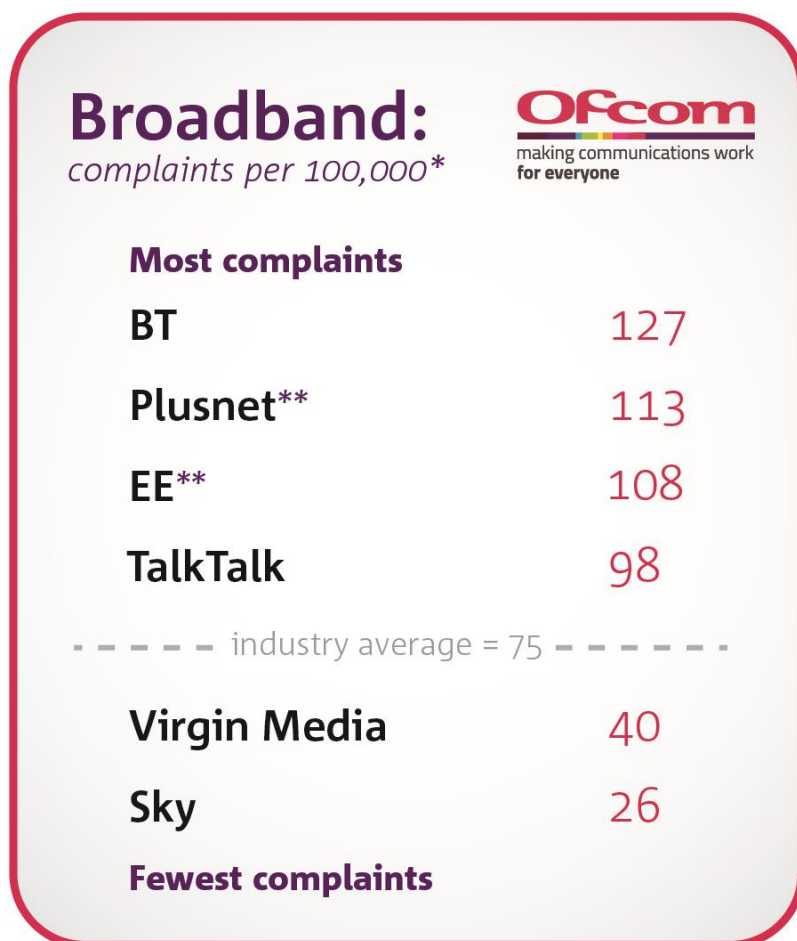 Broadband:
complaints per 100,000*
Ofcom
making communications work
for everyone
Most complaints
BT 127
Plusnet** 113
EE** 108
TalkTalk 98
industry average = 75
Virgin Media 40
Sky 26
Fewest complaints